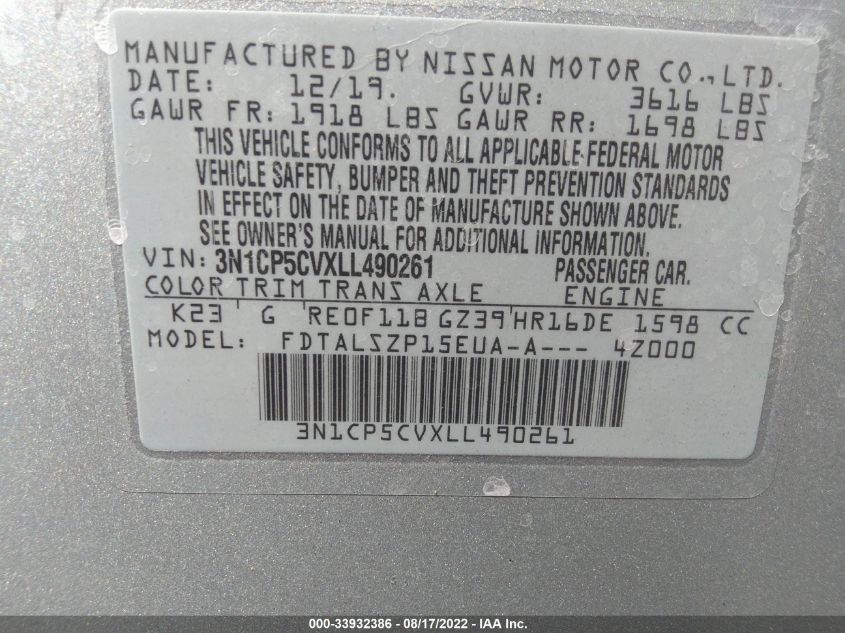 MANUFACTURED BY NISSAN MOTOR CO.,LTD.
DATE: 12/19. GVWR: 3616 LBS
GAWR FR: 1918 LBS GAWR RR: 1698 LBS
THIS VEHICLE CONFORMS TO ALL APPLICABLE FEDERAL MOTOR
VEHICLE SAFETY, BUMPER AND THEFT PREVENTION STANDARDS
IN EFFECT ON THE DATE OF MANUFACTURE SHOWN ABOVE.
SEE OWNER'S MANUAL FOR ADDITIONAL INFORMATION.
VIN: 3N1CP5CVXLL490261 PASSENGER CAR.
COLOR TRIM TRANS AXLE ENGINE
K23 G RE0F11B GZ39 HR16DE 1598 CC
MODEL: FDTALSZP15EUA-A--- 4Z000
3N1CP5CVXLL490261
000-33932386 - 08/17/2022 - IAA Inc.